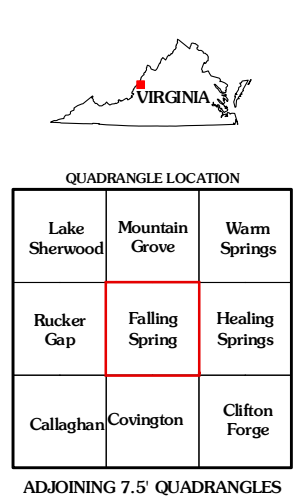 VIRGINIA
QUADRANGLE LOCATION
Lake
Sherwood
Mountain
Grove
Warm
Springs
Rucker
Gap
Falling
Spring
Healing
Springs
Callaghan
Covington
Clifton
Forge
ADJOINING 7.5' QUADRANGLES